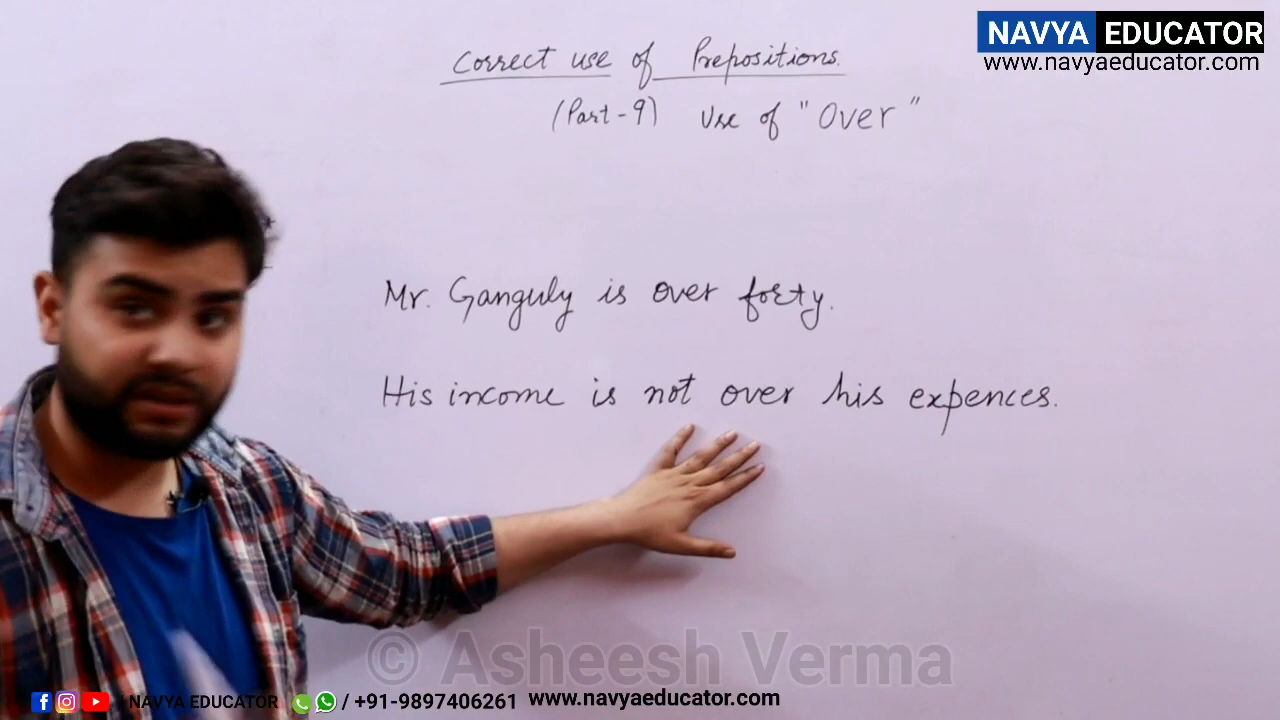 NAVYA EDUCATOR
www.navyaeducator.com
Correct use of Prepositions.
(Part-9) Use of "Over"
Mr. Ganguly is over forty.
His income is not over his expences.
© Asheesh Verma
/ NAVYA EDUCATOR / +91-9897406261 www.navyaeducator.com